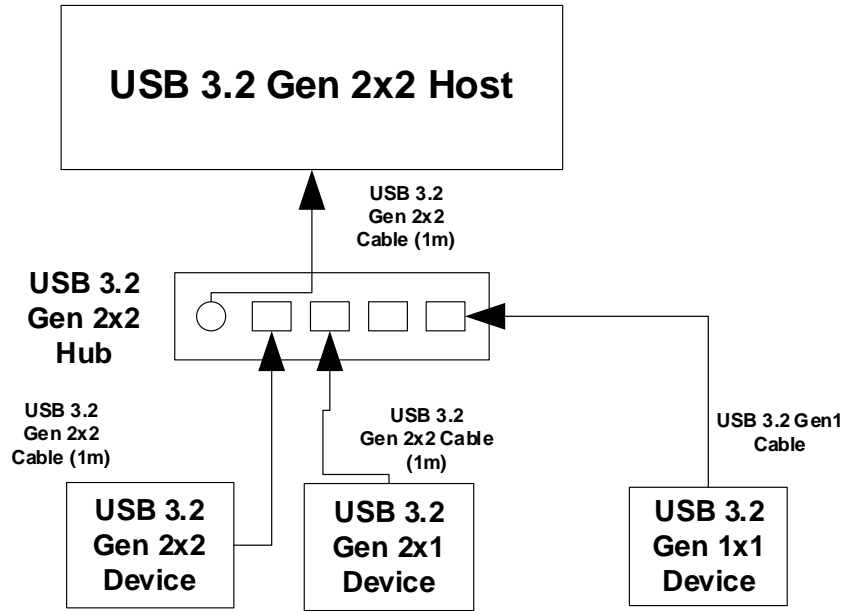 USB 3.2 Gen 2x2 Host
USB 3.2
Gen 2x2
Cable (1m)
USB 3.2
Gen 2x2
Hub
USB 3.2
Gen 2x2
Cable (1m)
USB 3.2
Gen 2x2 Cable
(1m)
USB 3.2 Gen1
Cable
USB 3.2
Gen 2x2
Device
USB 3.2
Gen 2x1
Device
USB 3.2
Gen 1x1
Device